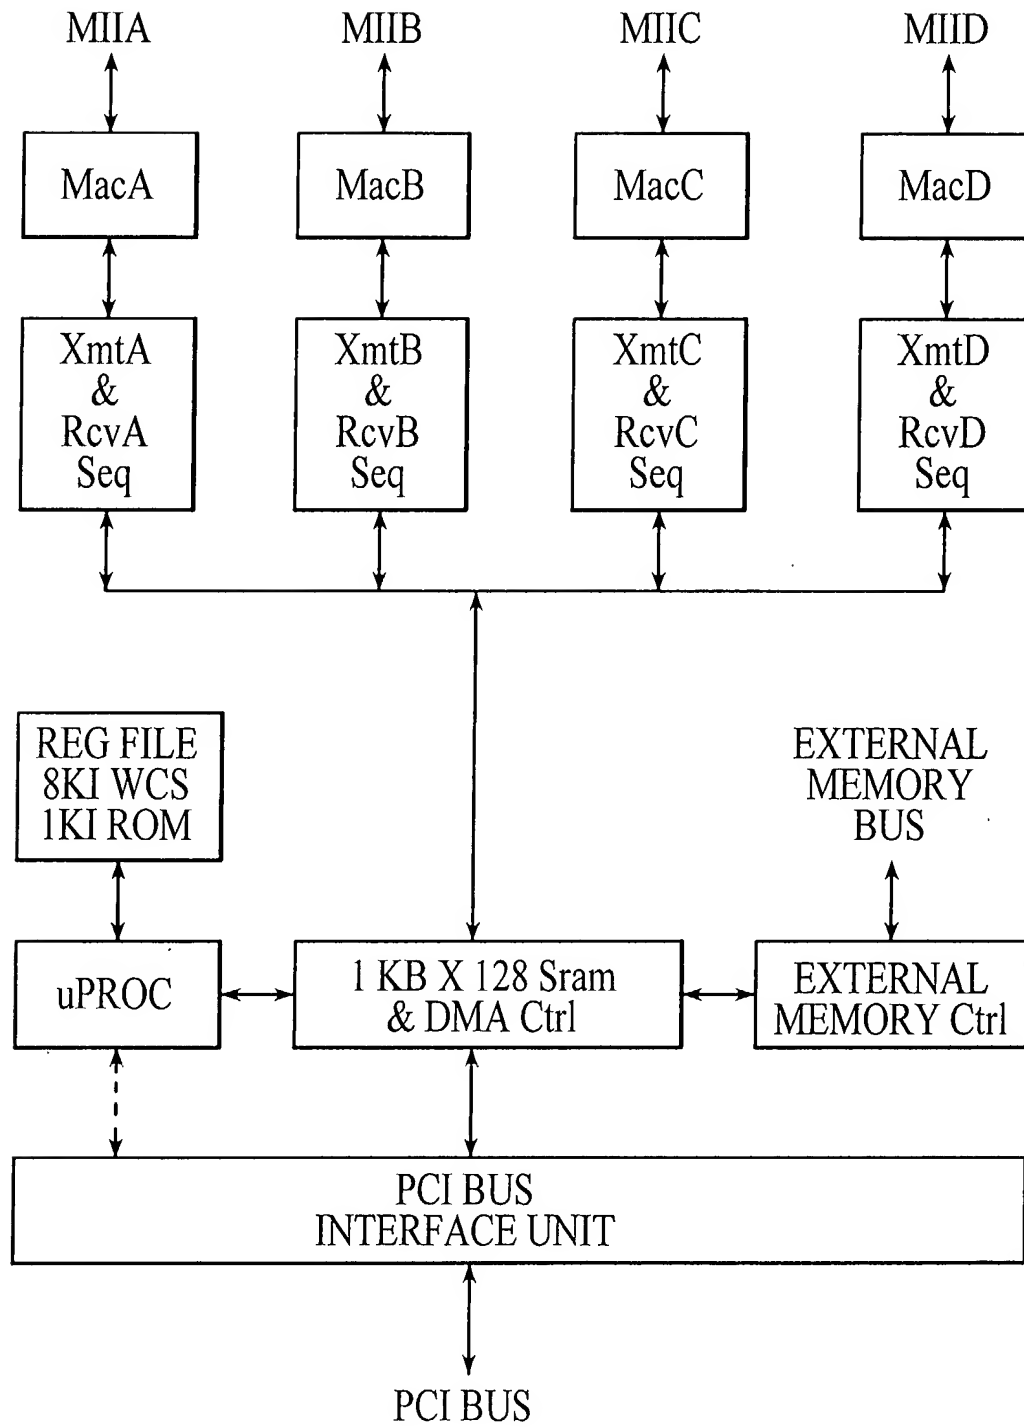 MIIA
MIIB
MIIC
MIID
MacA
MacB
MacC
MacD
XmtA
&
RcvA
Seq
XmtB
&
RcvB
Seq
XmtC
&
RcvC
Seq
XmtD
&
RcvD
Seq
REG FILE
8KI WCS
1KI ROM
EXTERNAL
MEMORY
BUS
uPROC
1 KB X 128 Sram
& DMA Ctrl
EXTERNAL
MEMORY Ctrl
PCI BUS
INTERFACE UNIT
PCI BUS